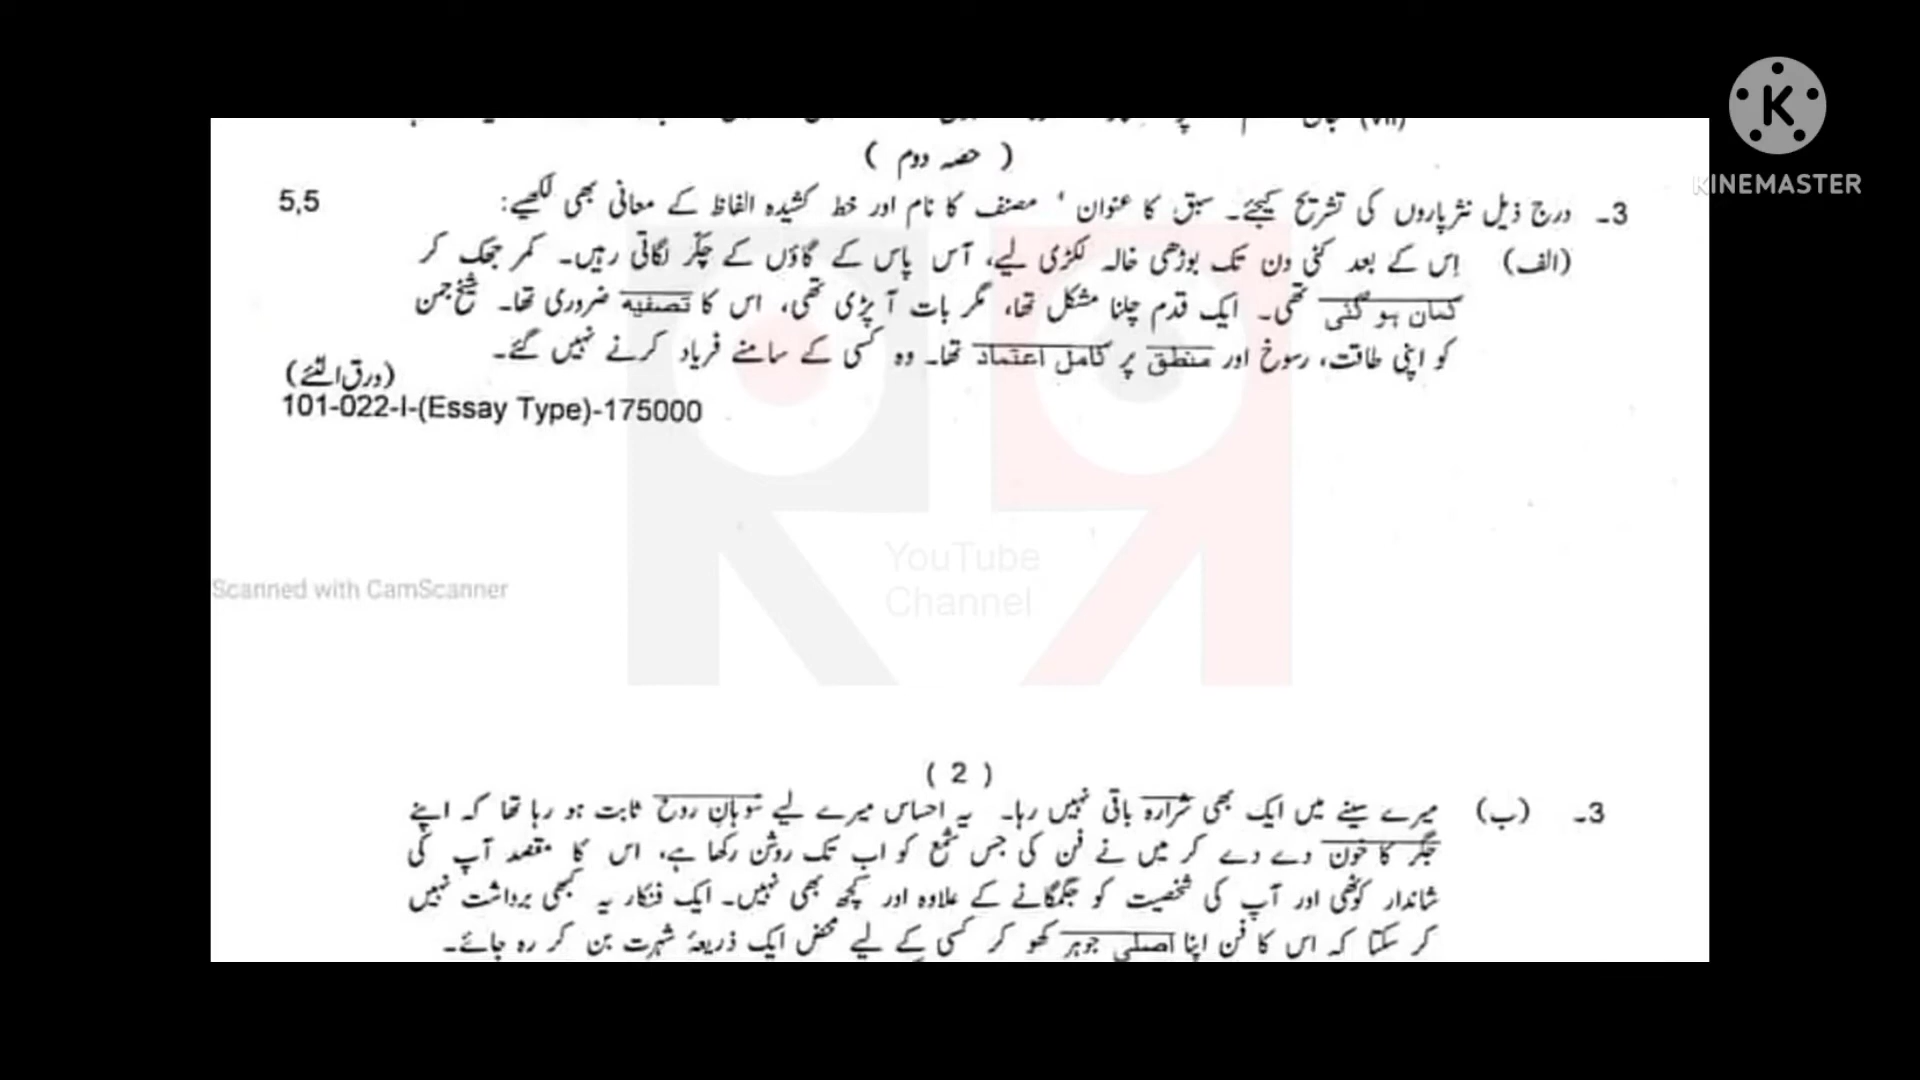 KINEMASTER
(vii)
( حصہ دوم )
3۔ درج ذیل نثرپاروں کی تشریح کیجئے۔ سبق کا عنوان ' مصنف کا نام اور خط کشیدہ الفاظ کے معانی بھی لکھیے: 5,5
(الف) اِس کے بعد کئی دن تک بوڑھی خالہ لکڑی لیے، آس پاس کے گاؤں کے چکّر لگاتی رہیں۔ کمر جھک کر
کمان ہو گئی تھی۔ ایک قدم چلنا مشکل تھا، مگر بات آ پڑی تھی، اس کا تصفیہ ضروری تھا۔ شیخ جمن
کو اپنی طاقت، رسوخ اور منطق پر کامل اعتماد تھا۔ وہ کسی کے سامنے فریاد کرنے نہیں گئے۔
(ورق الٹئے)
101-022-I-(Essay Type)-175000
YouTube
Channel
Scanned with CamScanner
( 2 )
3۔ (ب) میرے سینے میں ایک بھی شرارہ باقی نہیں رہا۔ یہ احساس میرے لیے سوہانِ روح ثابت ہو رہا تھا کہ اپنے
جگر کا خون دے دے کر میں نے فن کی جس شمع کو اب تک روشن رکھا ہے، اس کا مقصد آپ کی
شاندار کوٹھی اور آپ کی شخصیت کو جگمگانے کے علاوہ اور کچھ بھی نہیں۔ ایک فنکار یہ کبھی برداشت نہیں
کر سکتا کہ اس کا فن اپنا اصلی جوہر کھو کر کسی کے لیے محض ایک ذریعۂ شہرت بن کر رہ جائے۔